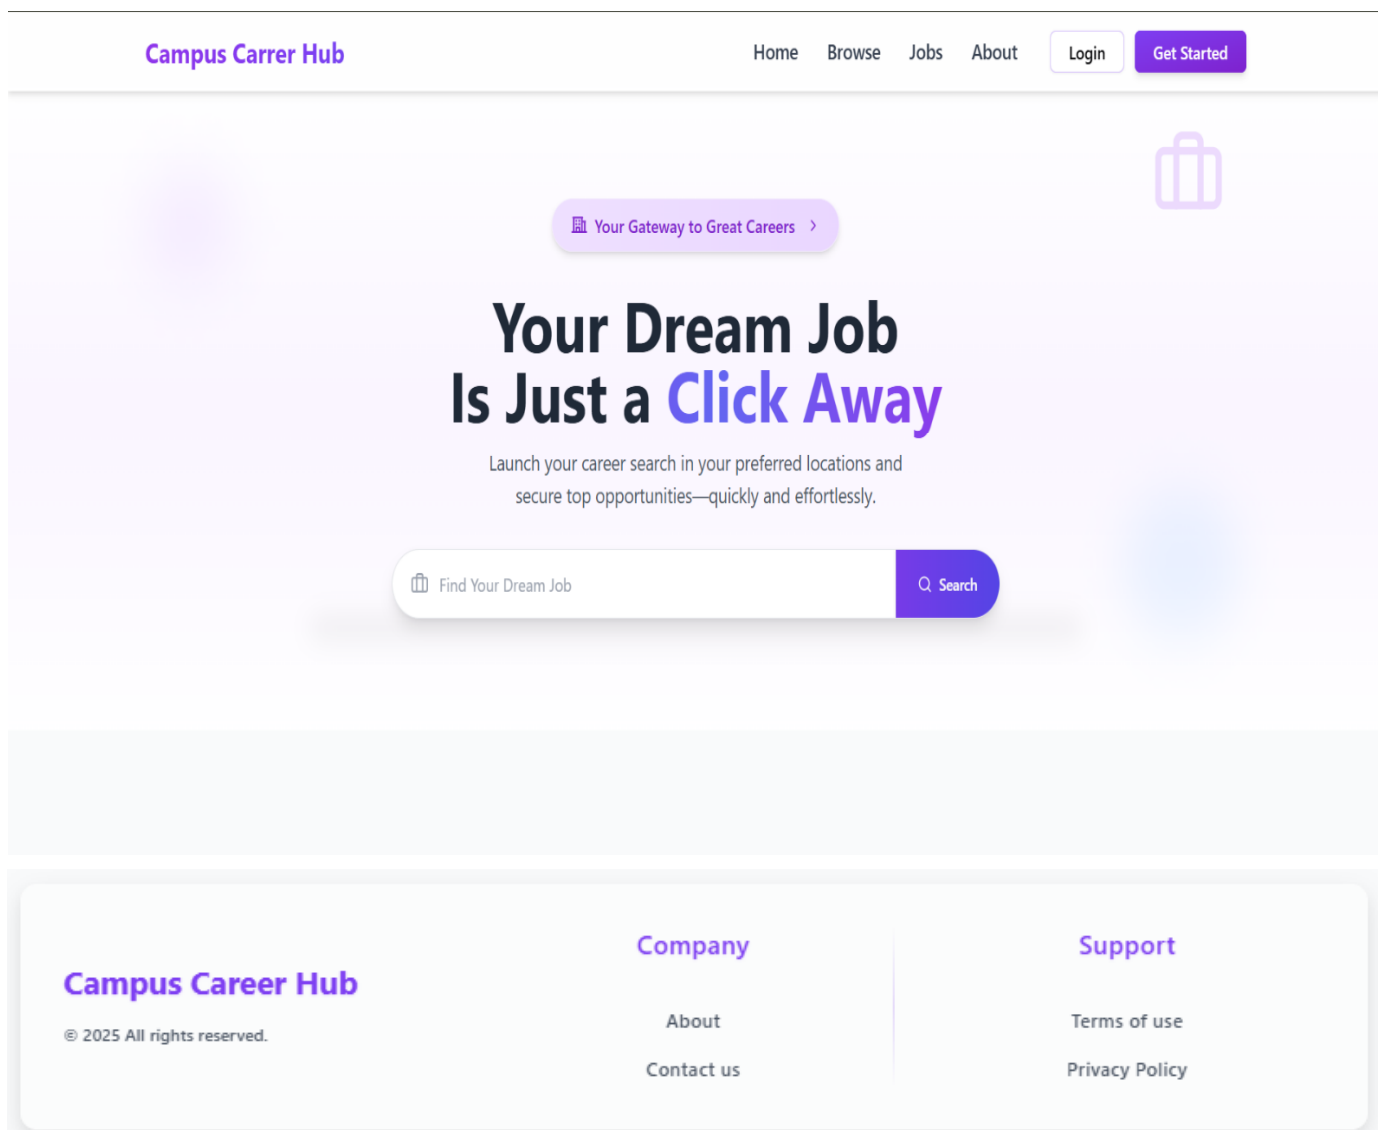 Campus Carrer Hub
Home Browse Jobs About Login Get Started
Your Gateway to Great Careers
Your Dream Job
Is Just a Click Away
Launch your career search in your preferred locations and
secure top opportunities—quickly and effortlessly.
Find Your Dream Job Search
Campus Career Hub
© 2025 All rights reserved.
Company
About
Contact us
Support
Terms of use
Privacy Policy